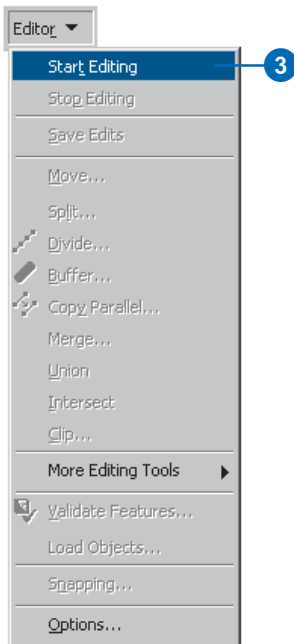 Editor
Start Editing
3
Stop Editing
Save Edits
Move...
Split...
Divide...
Buffer...
Copy Parallel...
Merge...
Union
Intersect
Clip...
More Editing Tools
Validate Features...
Load Objects...
Snapping...
Options...